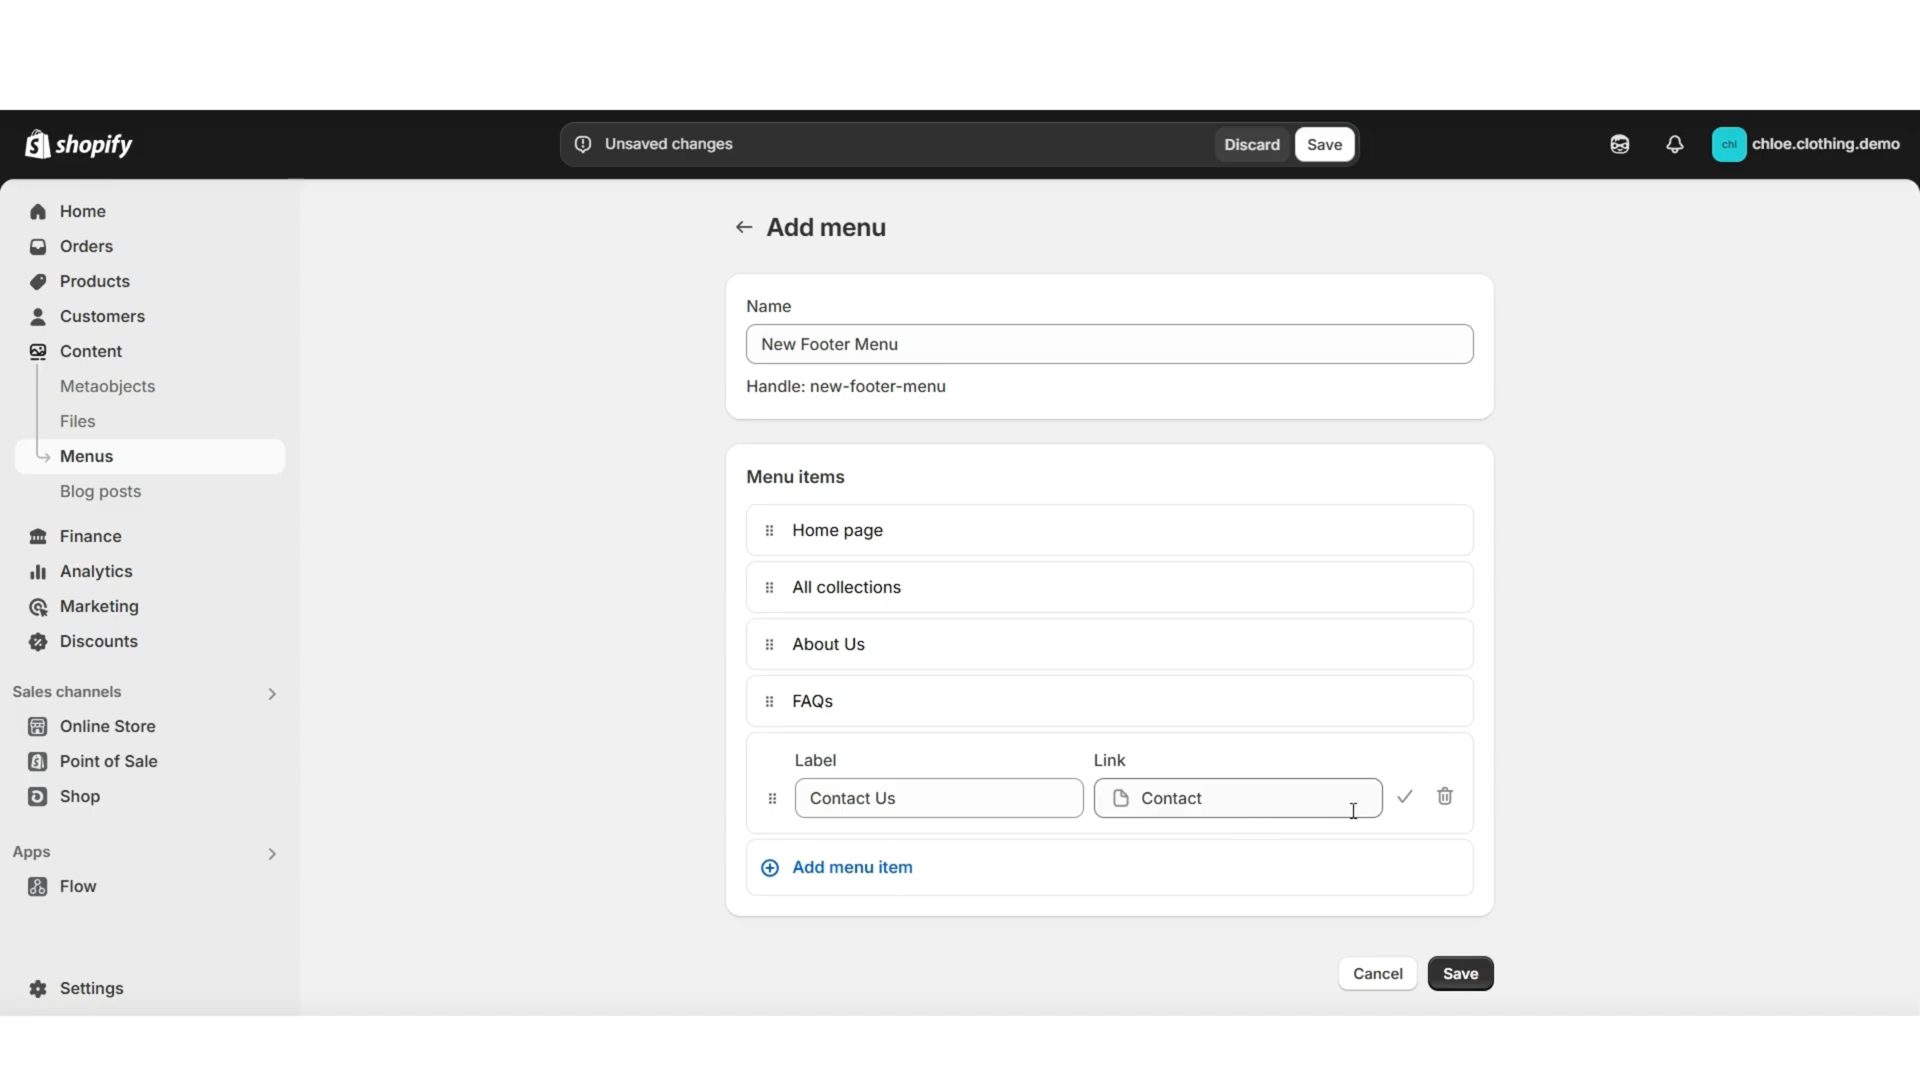 shopify
Unsaved changes
Discard
Save
chl
chloe.clothing.demo
Home
Orders
Products
Customers
Content
Metaobjects
Files
Menus
Blog posts
Finance
Analytics
Marketing
Discounts
Sales channels
Online Store
Point of Sale
Shop
Apps
Flow
Settings
Add menu
Name
New Footer Menu
Handle: new-footer-menu
Menu items
Home page
All collections
About Us
FAQs
Label
Link
Contact Us
Contact
Add menu item
Cancel
Save